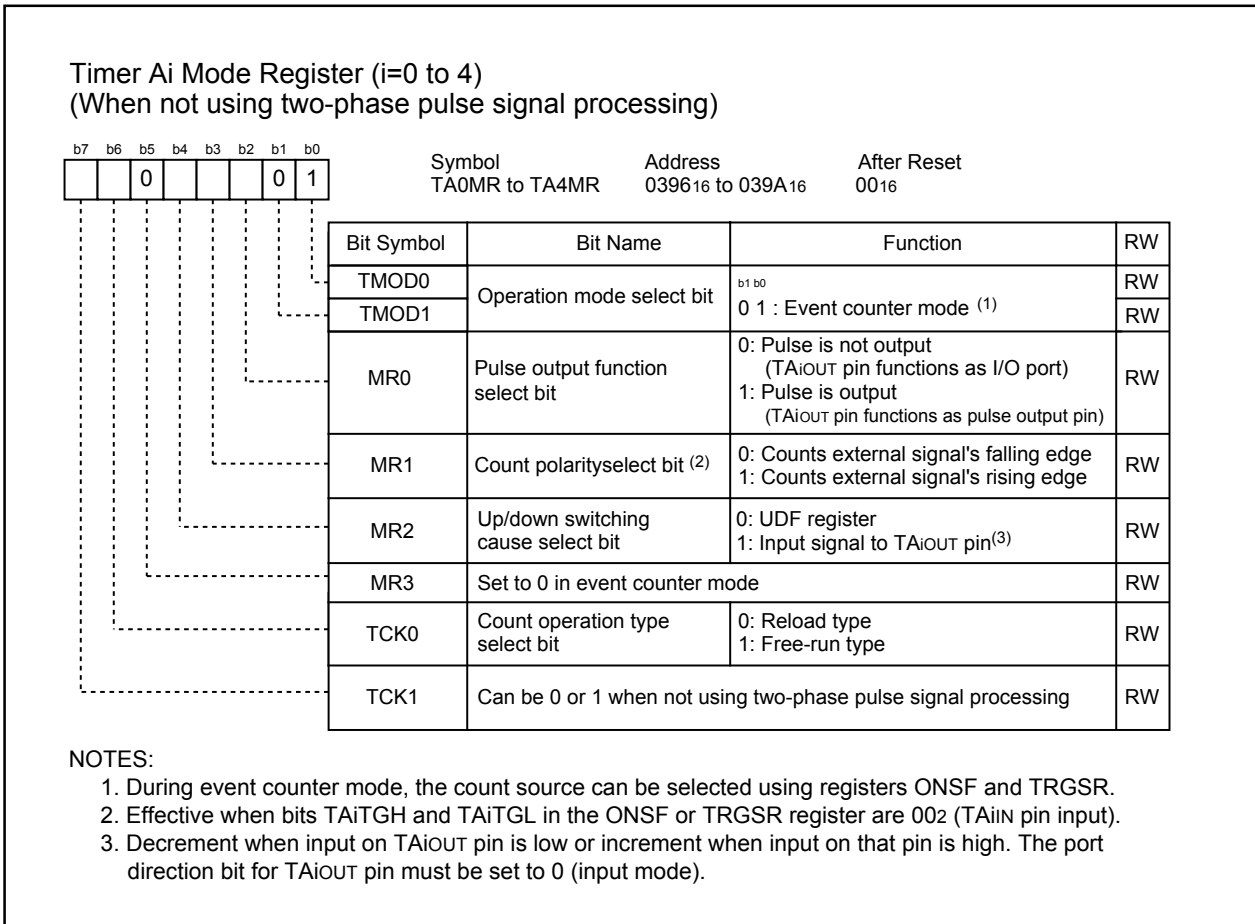 Timer Ai Mode Register (i=0 to 4)
(When not using two-phase pulse signal processing)
b7 b6 b5 b4 b3 b2 b1 b0
0 0 1
Symbol Address After Reset
TA0MR to TA4MR 039616 to 039A16 0016
Bit Symbol Bit Name Function RW
TMOD0 Operation mode select bit b1 b0 RW
TMOD1 0 1 : Event counter mode (1) RW
MR0 Pulse output function select bit 0: Pulse is not output
(TAiOUT pin functions as I/O port)
1: Pulse is output
(TAiOUT pin functions as pulse output pin) RW
MR1 Count polarityselect bit (2) 0: Counts external signal's falling edge
1: Counts external signal's rising edge RW
MR2 Up/down switching cause select bit 0: UDF register
1: Input signal to TAiOUT pin(3) RW
MR3 Set to 0 in event counter mode RW
TCK0 Count operation type select bit 0: Reload type
1: Free-run type RW
TCK1 Can be 0 or 1 when not using two-phase pulse signal processing RW
NOTES:
1. During event counter mode, the count source can be selected using registers ONSF and TRGSR.
2. Effective when bits TAiTGH and TAiTGL in the ONSF or TRGSR register are 002 (TAiIN pin input).
3. Decrement when input on TAiOUT pin is low or increment when input on that pin is high. The port
direction bit for TAiOUT pin must be set to 0 (input mode).